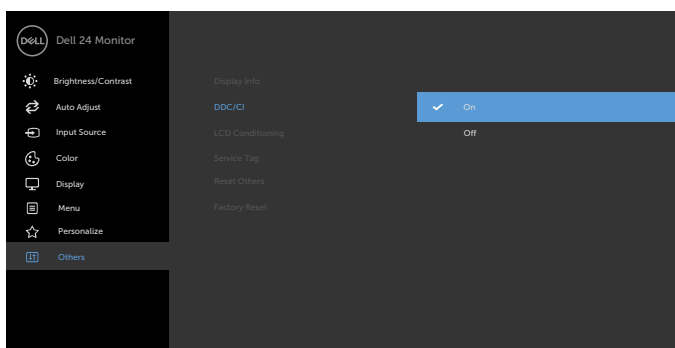 DELL
Dell 24 Monitor
Brightness/Contrast
Auto Adjust
Input Source
Color
Display
Menu
Personalize
Others
Display Info
DDC/CI
LCD Conditioning
Service Tag
Reset Others
Factory Reset
On
Off